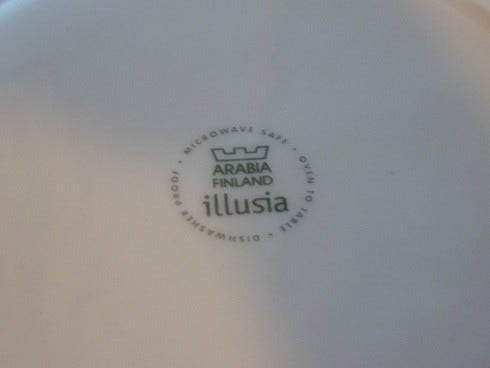 MICROWAVE SAFE • OVEN TO TABLE • DISHWASHER PROOF •
ARABIA
FINLAND
illusia